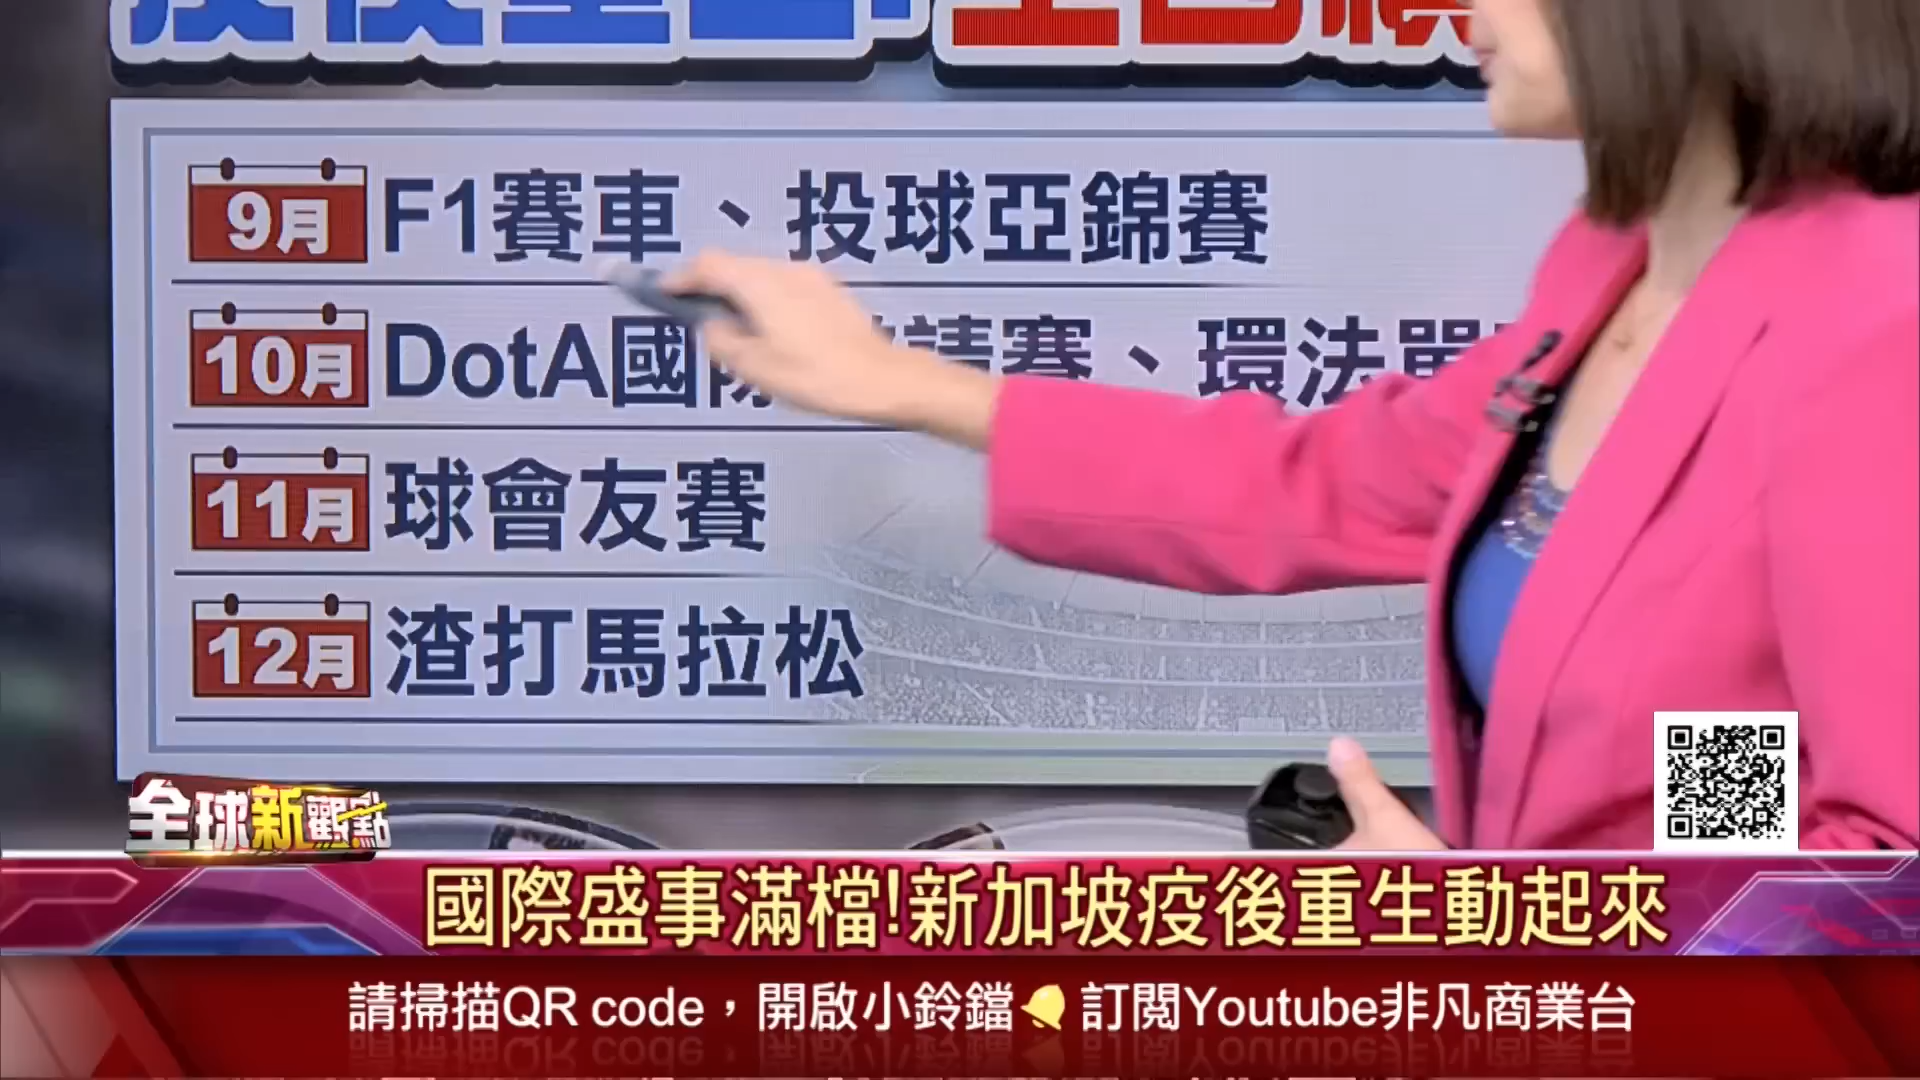 9月 F1賽車、投球亞錦賽
10月 DotA國際邀請賽、環法單
11月 球會友賽
12月 渣打馬拉松
全球新觀點
國際盛事滿檔!新加坡疫後重生動起來
請掃描QR code，開啟小鈴鐺🔔訂閱Youtube非凡商業台